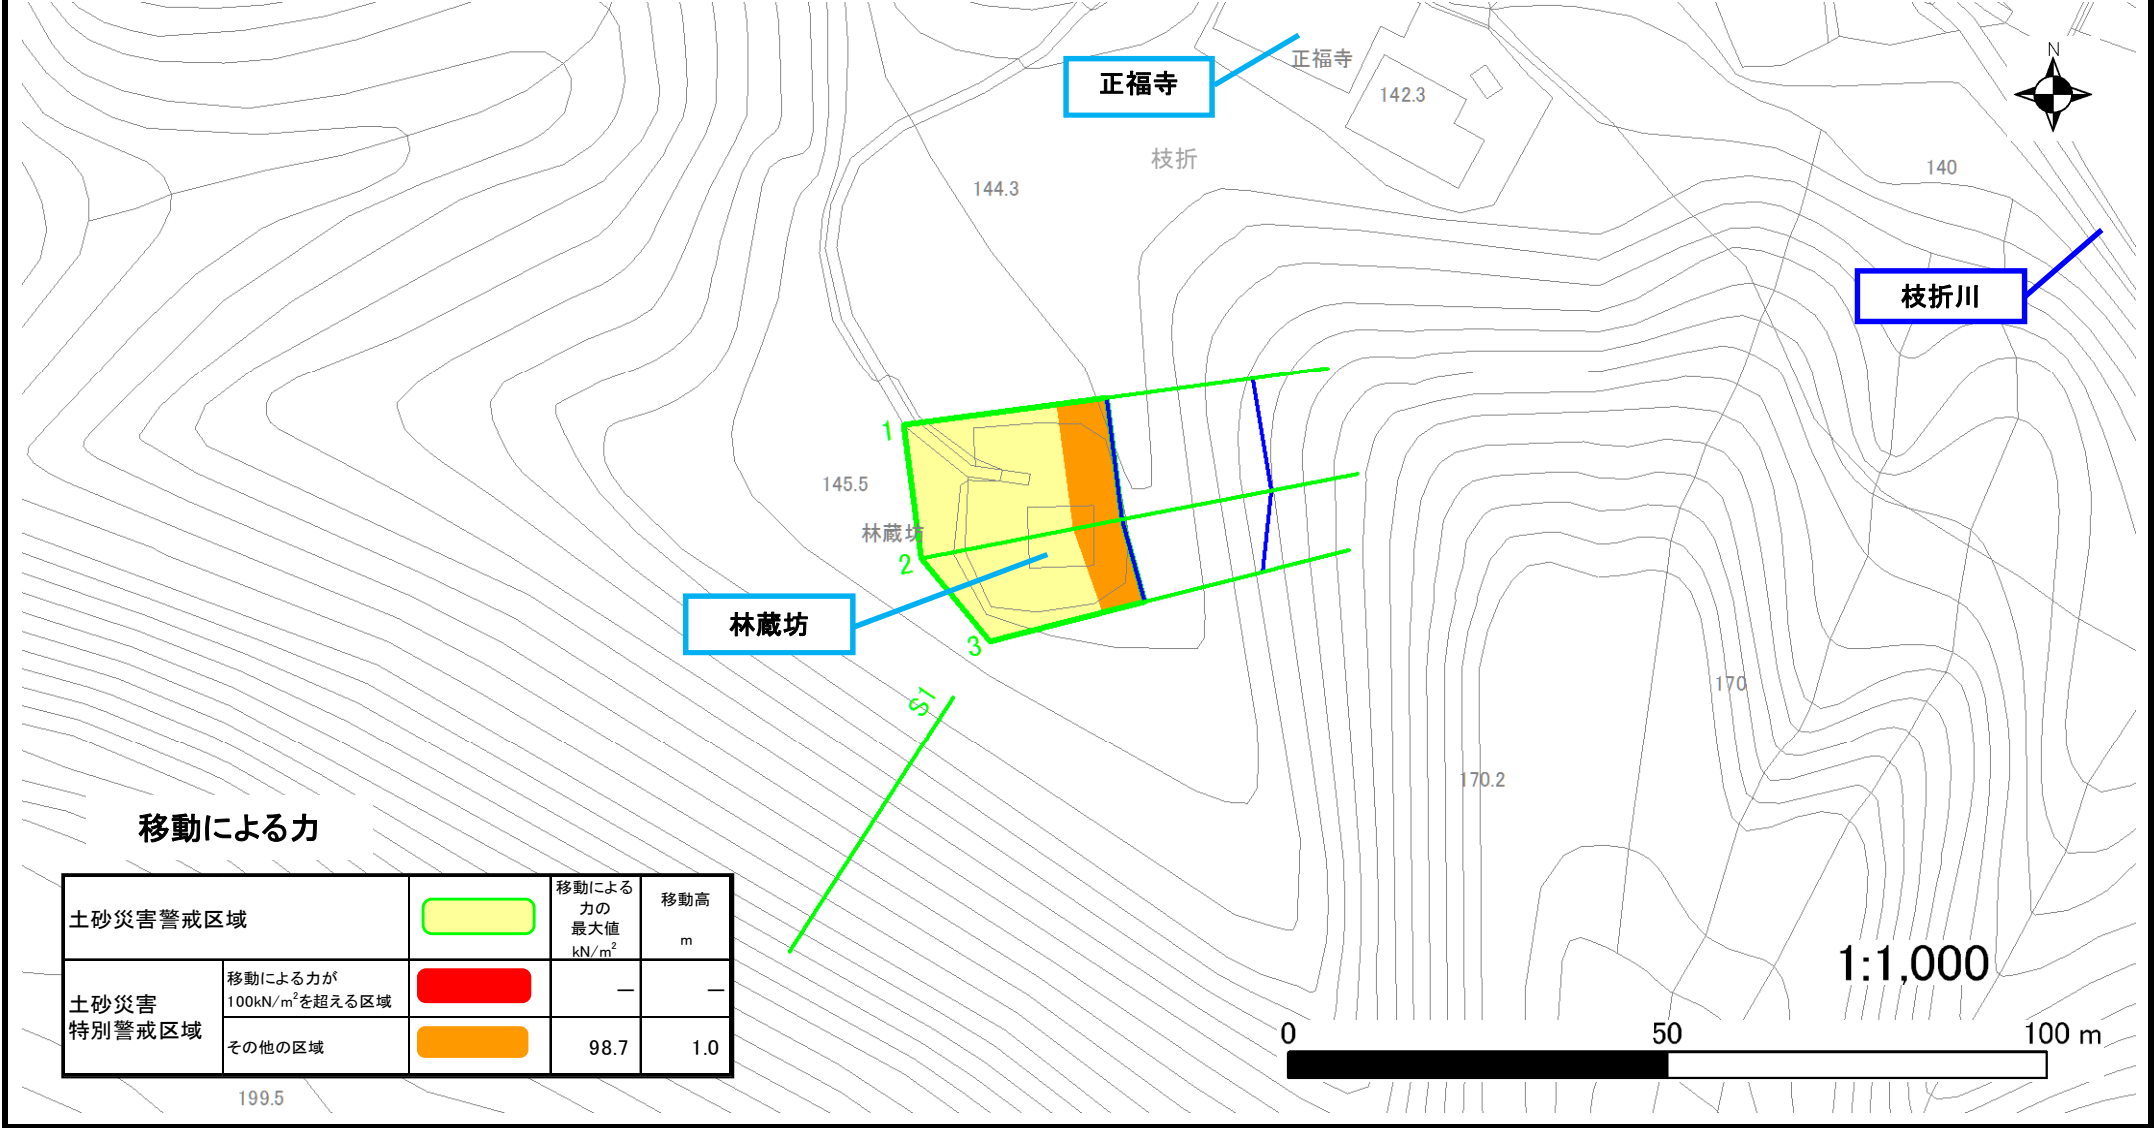 N
正福寺
正福寺
142.3
枝折
144.3
140
枝折川
1
145.5
林蔵坊
2
林蔵坊
3
S1
170
170.2
移動による力
土砂災害警戒区域
移動による
力の
最大値
kN/m²
移動高
m
土砂災害
特別警戒区域
移動による力が
100kN/m²を超える区域
—
—
その他の区域
98.7
1.0
199.5
1:1,000
0
50
100 m